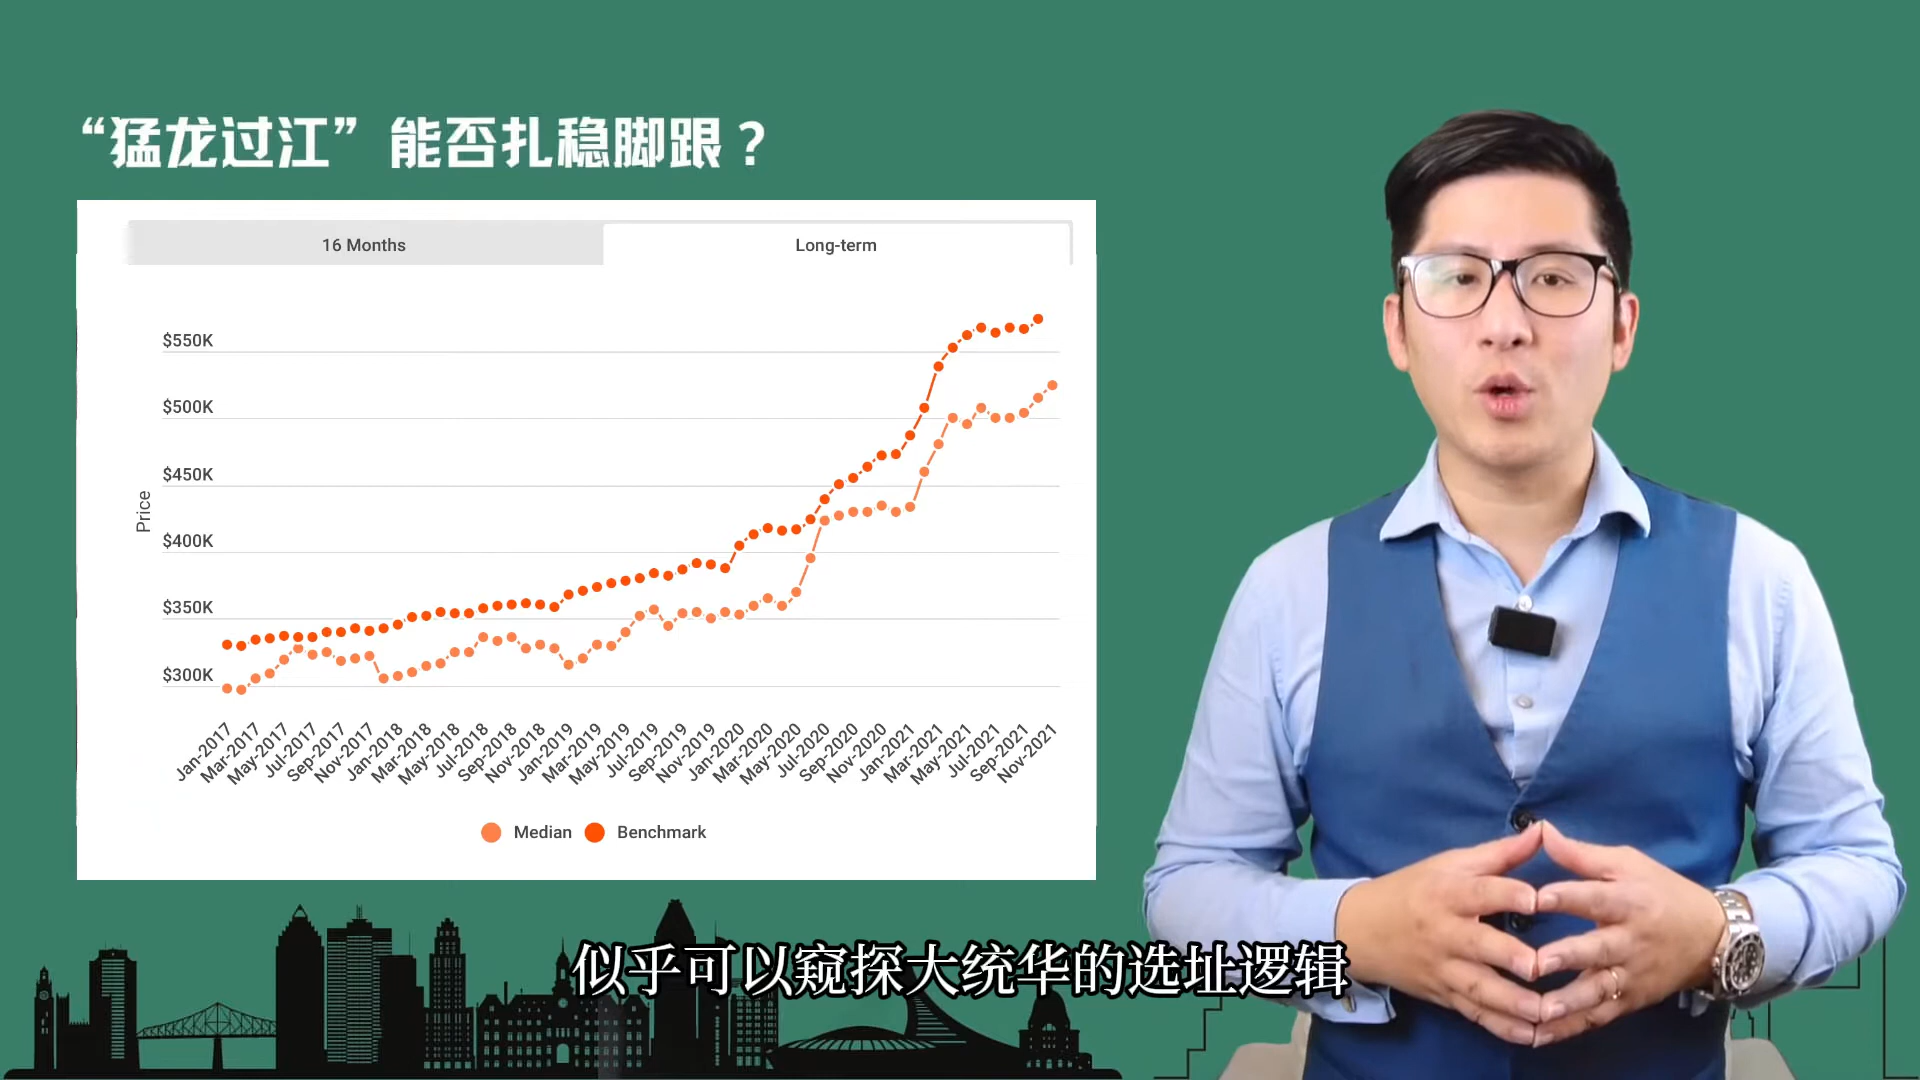 “猛龙过江”能否扎稳脚跟？
16 Months
Long-term
$550K
$500K
$450K
$400K
$350K
$300K
Price
Jan-2017
Mar-2017
May-2017
Jul-2017
Sep-2017
Nov-2017
Jan-2018
Mar-2018
May-2018
Jul-2018
Sep-2018
Nov-2018
Jan-2019
Mar-2019
May-2019
Jul-2019
Sep-2019
Nov-2019
Jan-2020
Mar-2020
May-2020
Jul-2020
Sep-2020
Nov-2020
Jan-2021
Mar-2021
May-2021
Jul-2021
Sep-2021
Nov-2021
Median
Benchmark
似乎可以窥探大统华的选址逻辑